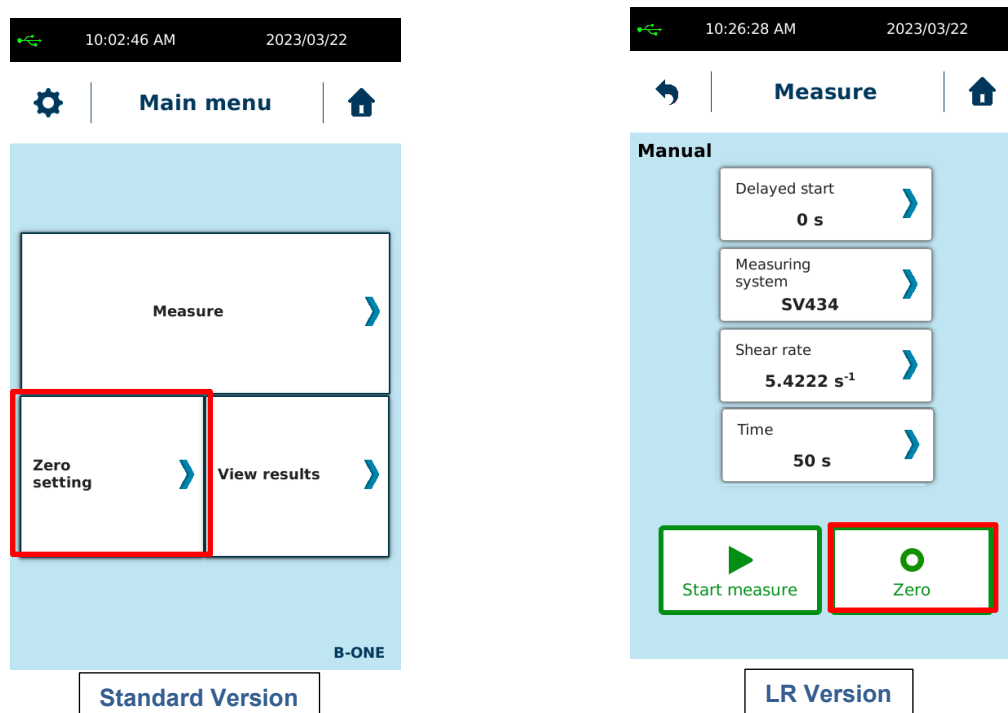 10:02:46 AM 2023/03/22
Main menu
Measure
Zero
setting
View results
B-ONE
Standard Version
10:26:28 AM 2023/03/22
Measure
Manual
Delayed start
0 s
Measuring
system
SV434
Shear rate
5.4222 s⁻¹
Time
50 s
Start measure
Zero
LR Version